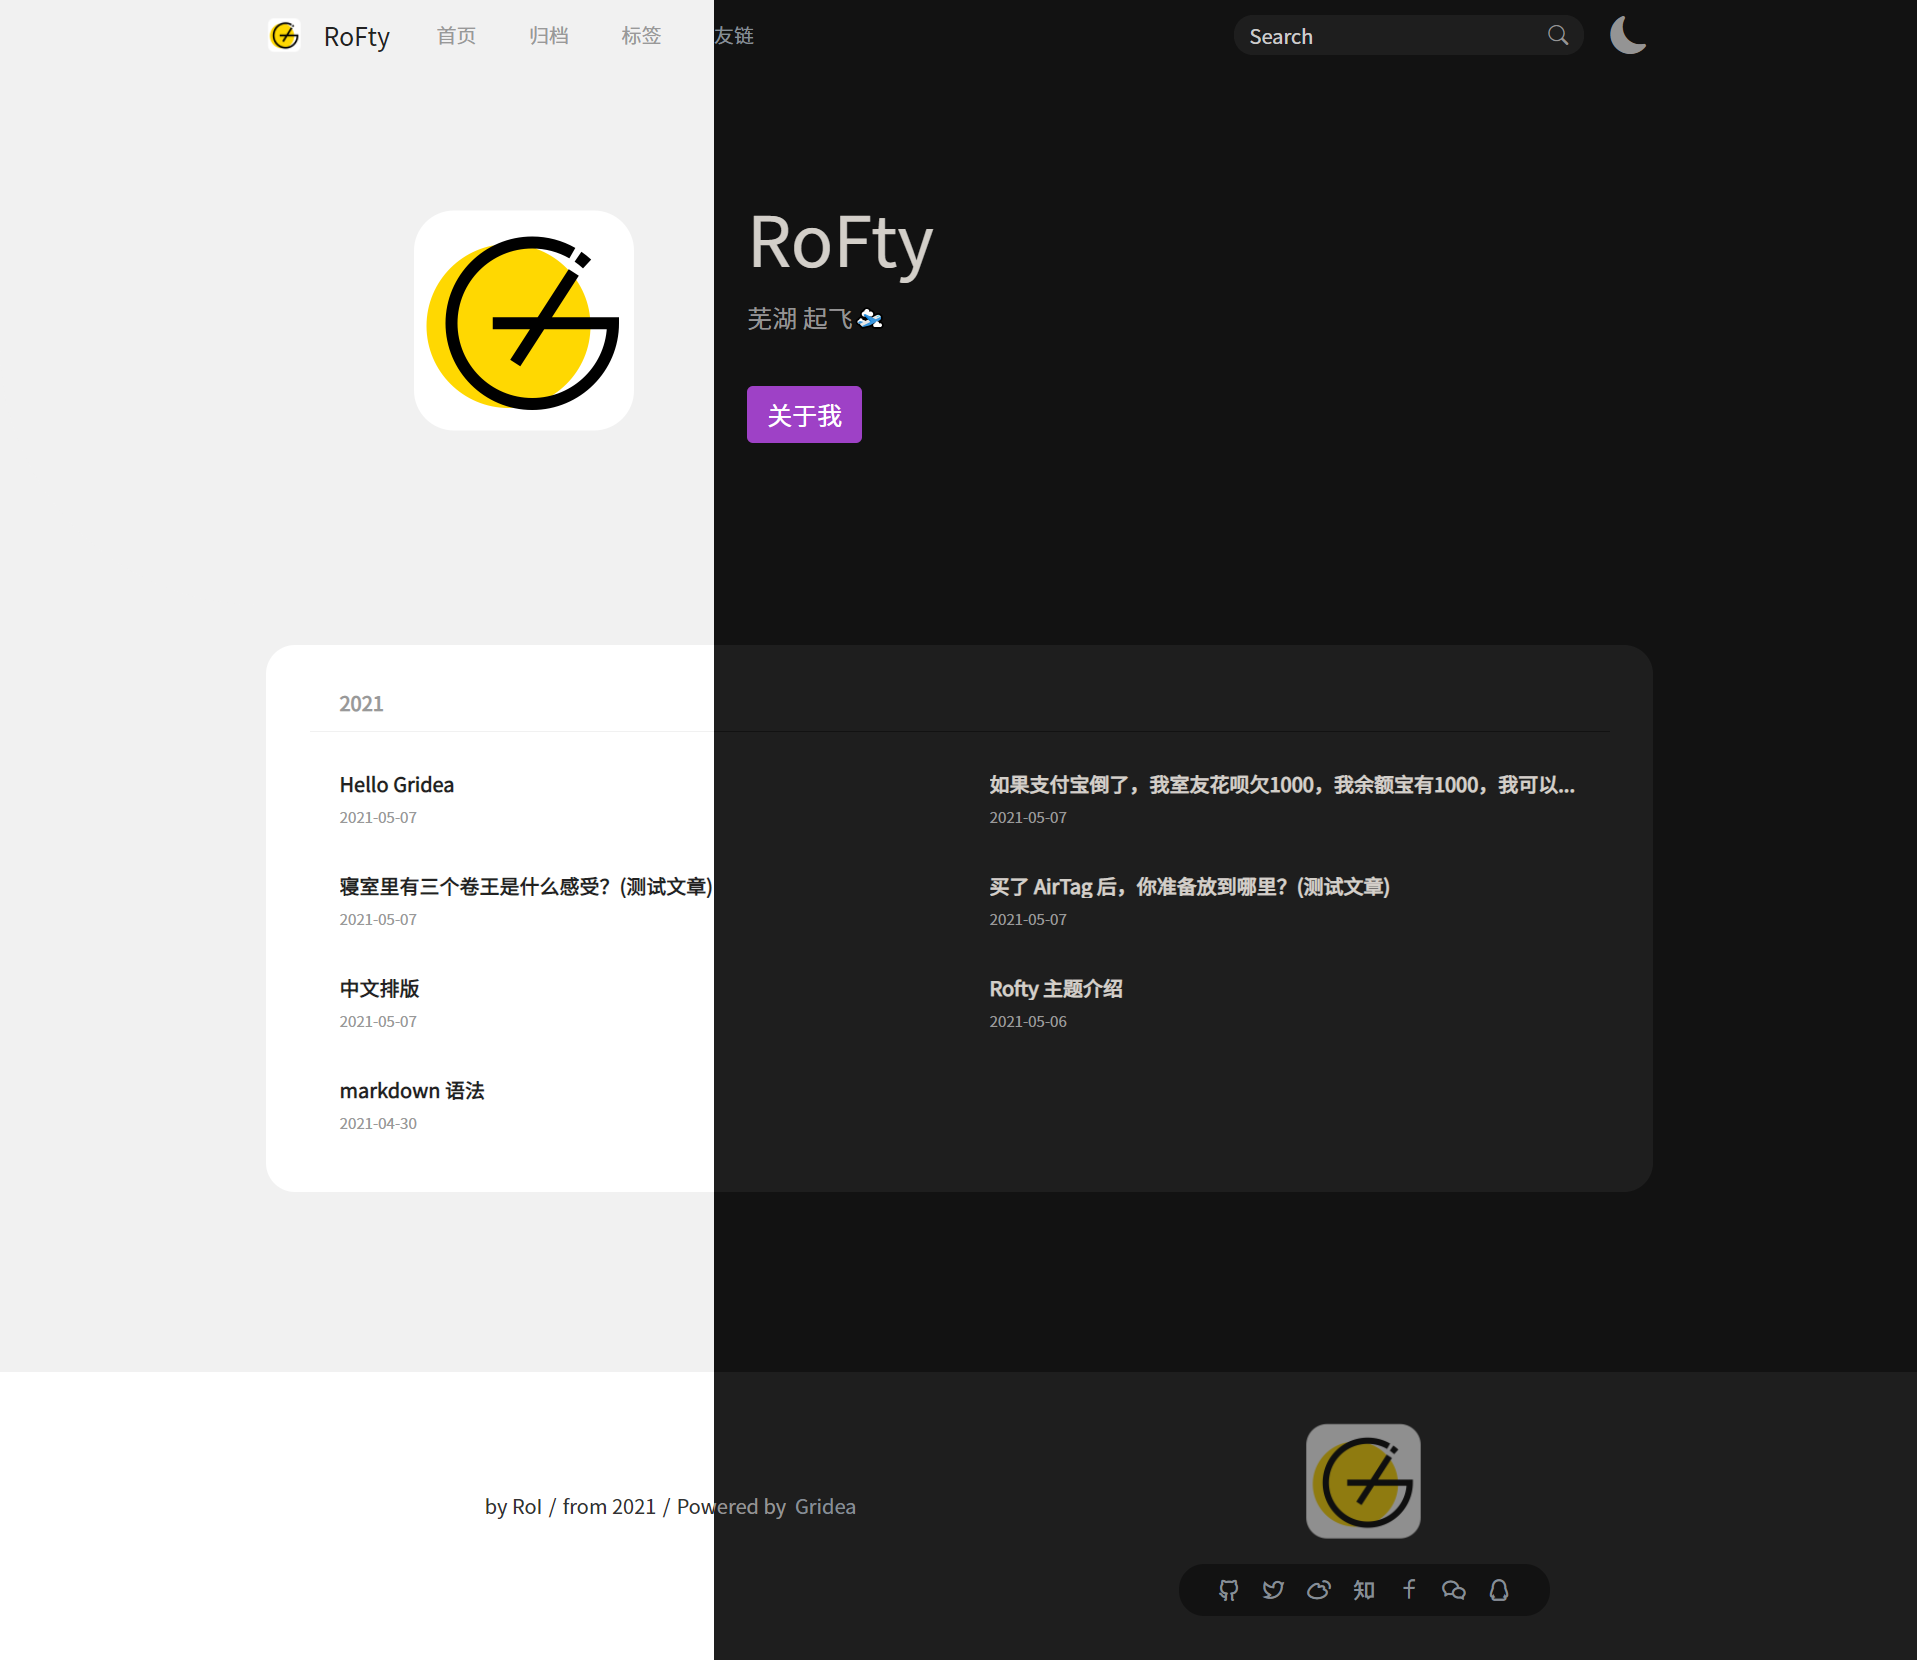 RoFty 首页 归档 标签 友链 Search
RoFty
芜湖 起飞
关于我
2021
Hello Gridea
2021-05-07
如果支付宝倒了，我室友花呗欠1000，我余额宝有1000，我可以...
2021-05-07
寝室里有三个卷王是什么感受？(测试文章)
2021-05-07
买了 AirTag 后，你准备放到哪里？(测试文章)
2021-05-07
中文排版
2021-05-07
Rofty 主题介绍
2021-05-06
markdown 语法
2021-04-30
by RoI / from 2021 / Powered by Gridea
知